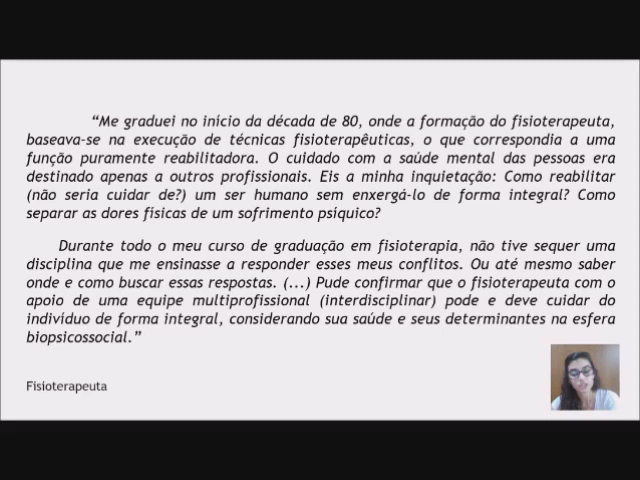 “Me graduei no início da década de 80, onde a formação do fisioterapeuta,
baseava-se na execução de técnicas fisioterapêuticas, o que correspondia a uma
função puramente reabilitadora. O cuidado com a saúde mental das pessoas era
destinado apenas a outros profissionais. Eis a minha inquietação: Como reabilitar
(não seria cuidar de?) um ser humano sem enxergá-lo de forma integral? Como
separar as dores físicas de um sofrimento psiquico?
Durante todo o meu curso de graduação em fisioterapia, não tive sequer uma
disciplina que me ensinasse a responder esses meus conflitos. Ou até mesmo saber
onde e como buscar essas respostas. (...) Pude confirmar que o fisioterapeuta com o
apoio de uma equipe multiprofissional (interdisciplinar) pode e deve cuidar do
indivíduo de forma integral, considerando sua saúde e seus determinantes na esfera
biopsicossocial.”
Fisioterapeuta